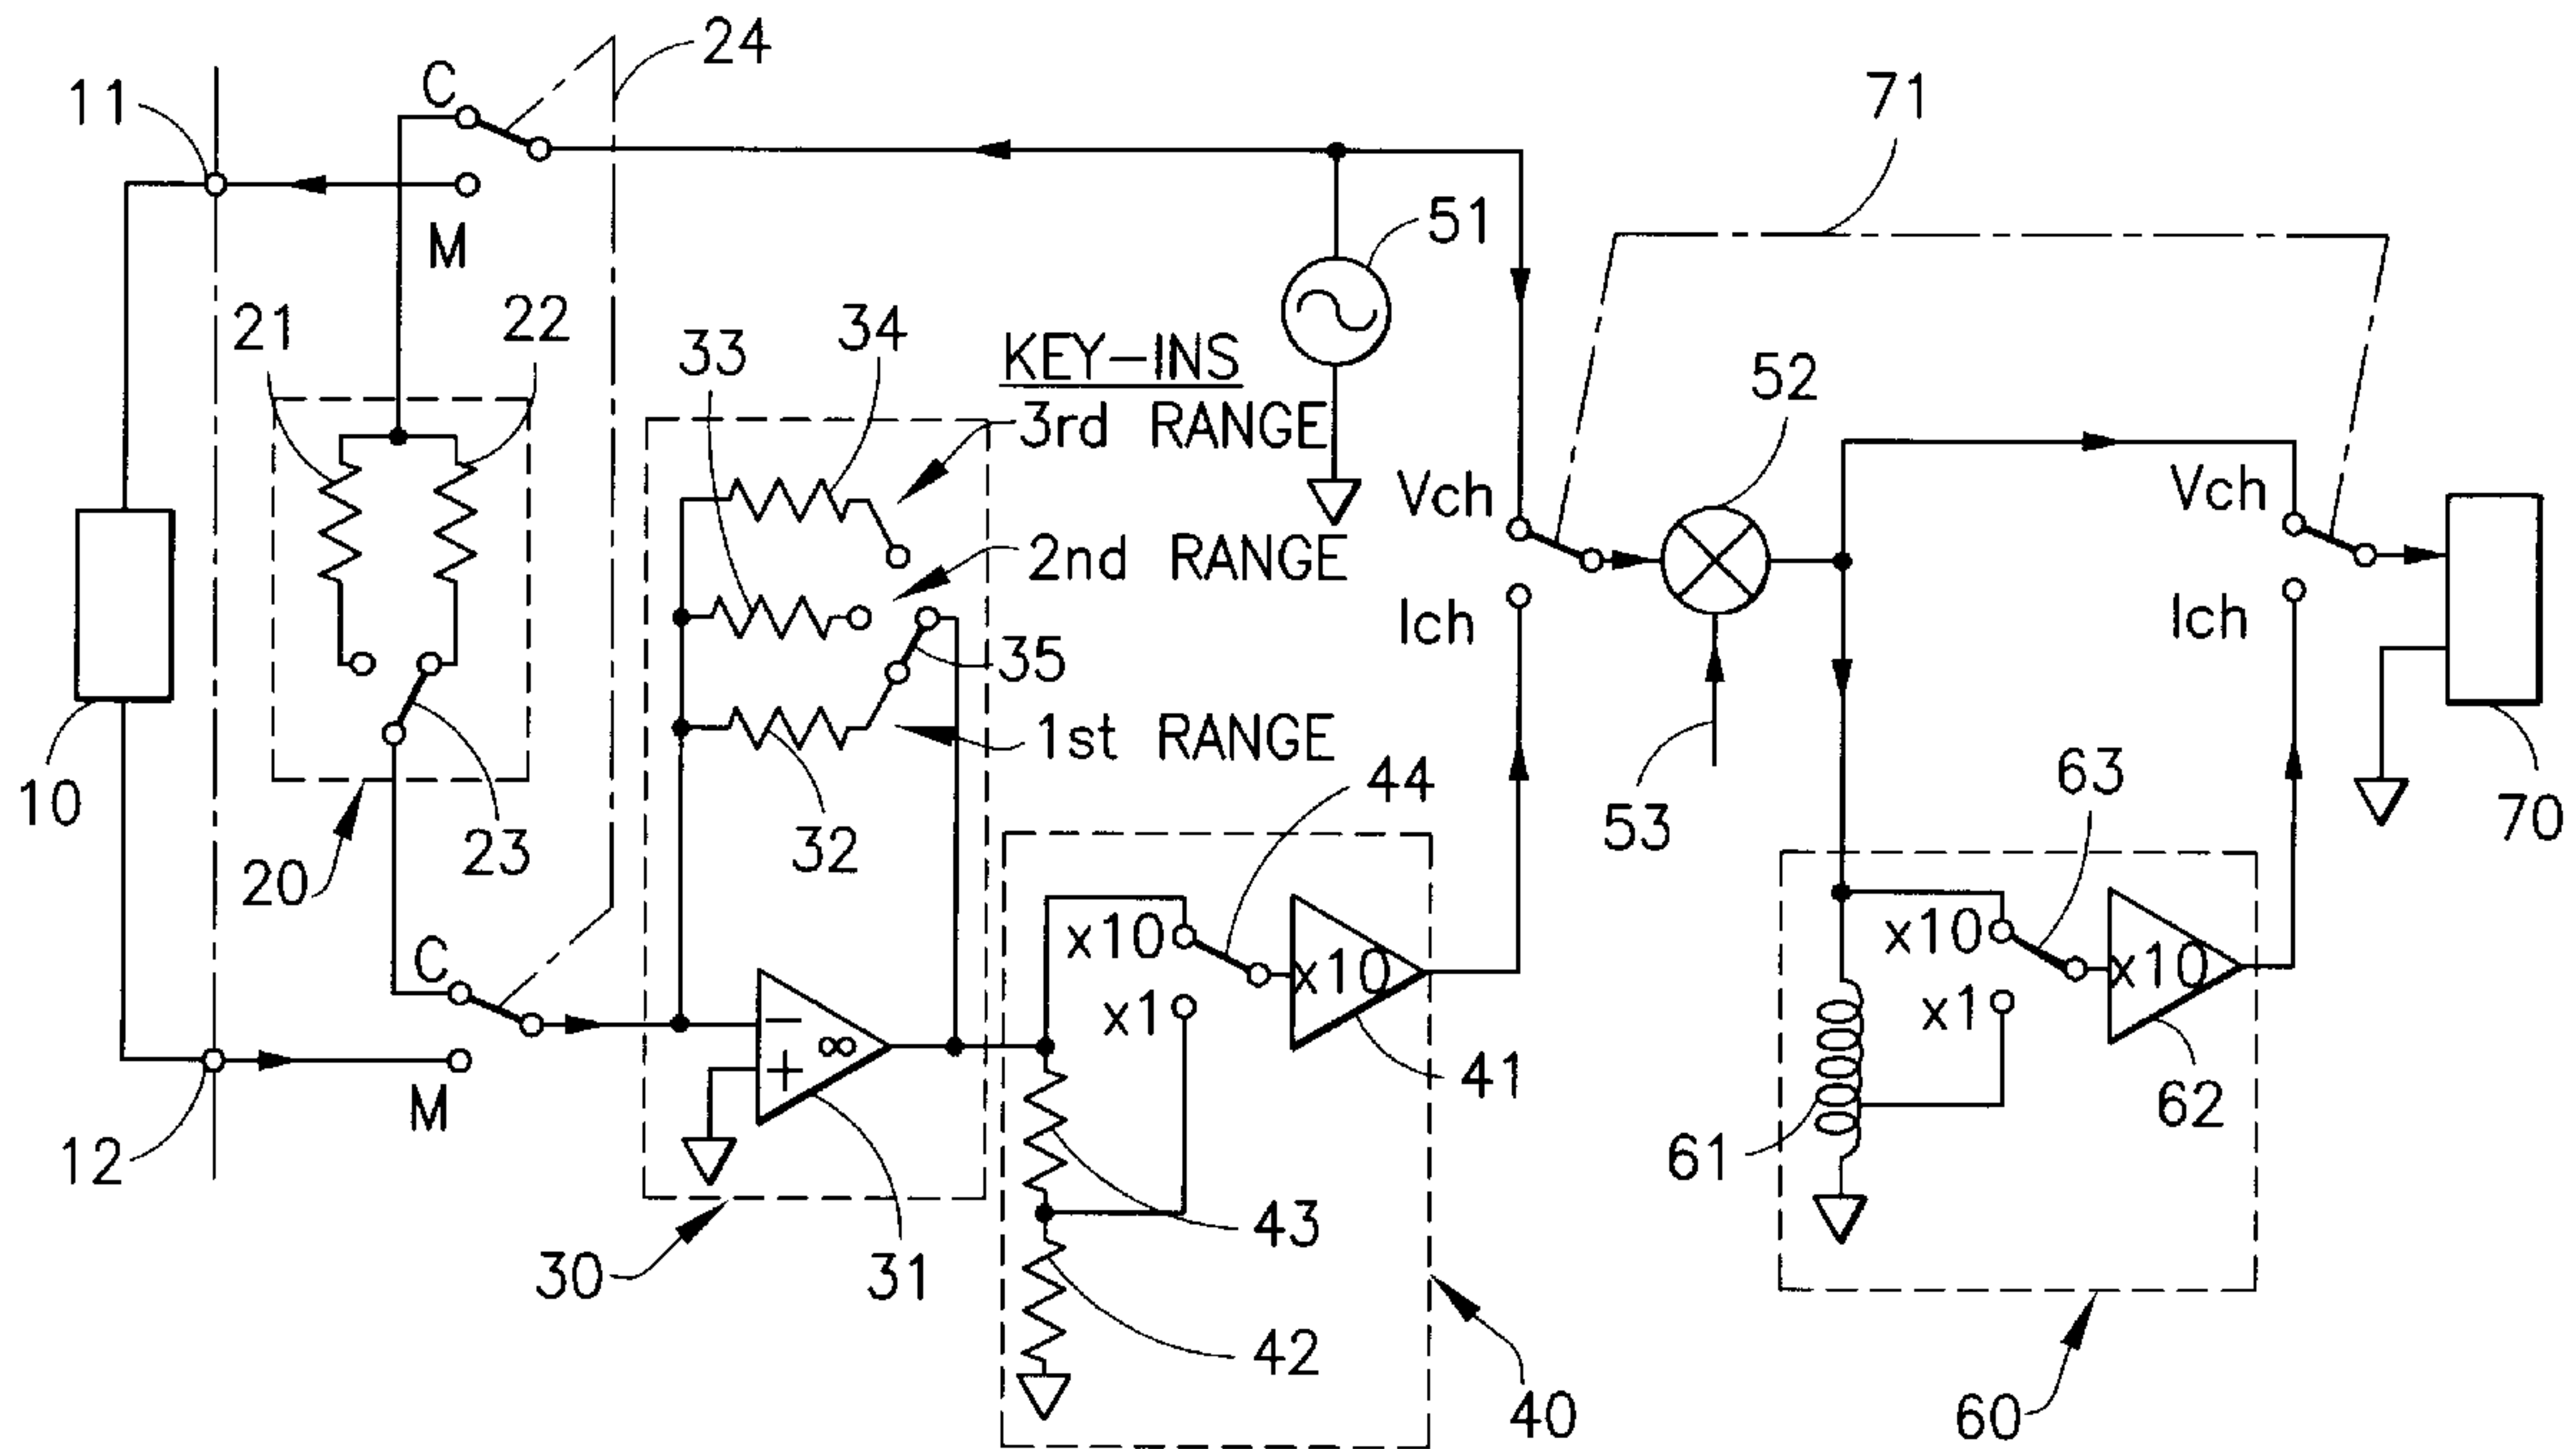 24
C
11
71
M
51
21
22
34
KEY-INS
33
52
3rd RANGE
Vch
Vch
2nd RANGE
Ich
Ich
35
1st RANGE
10
44
63
53
70
32
23
20
C
x10
x10
x10
x10
x1
x1
−
∞
+
41
62
M
12
61
43
30
31
42
40
60